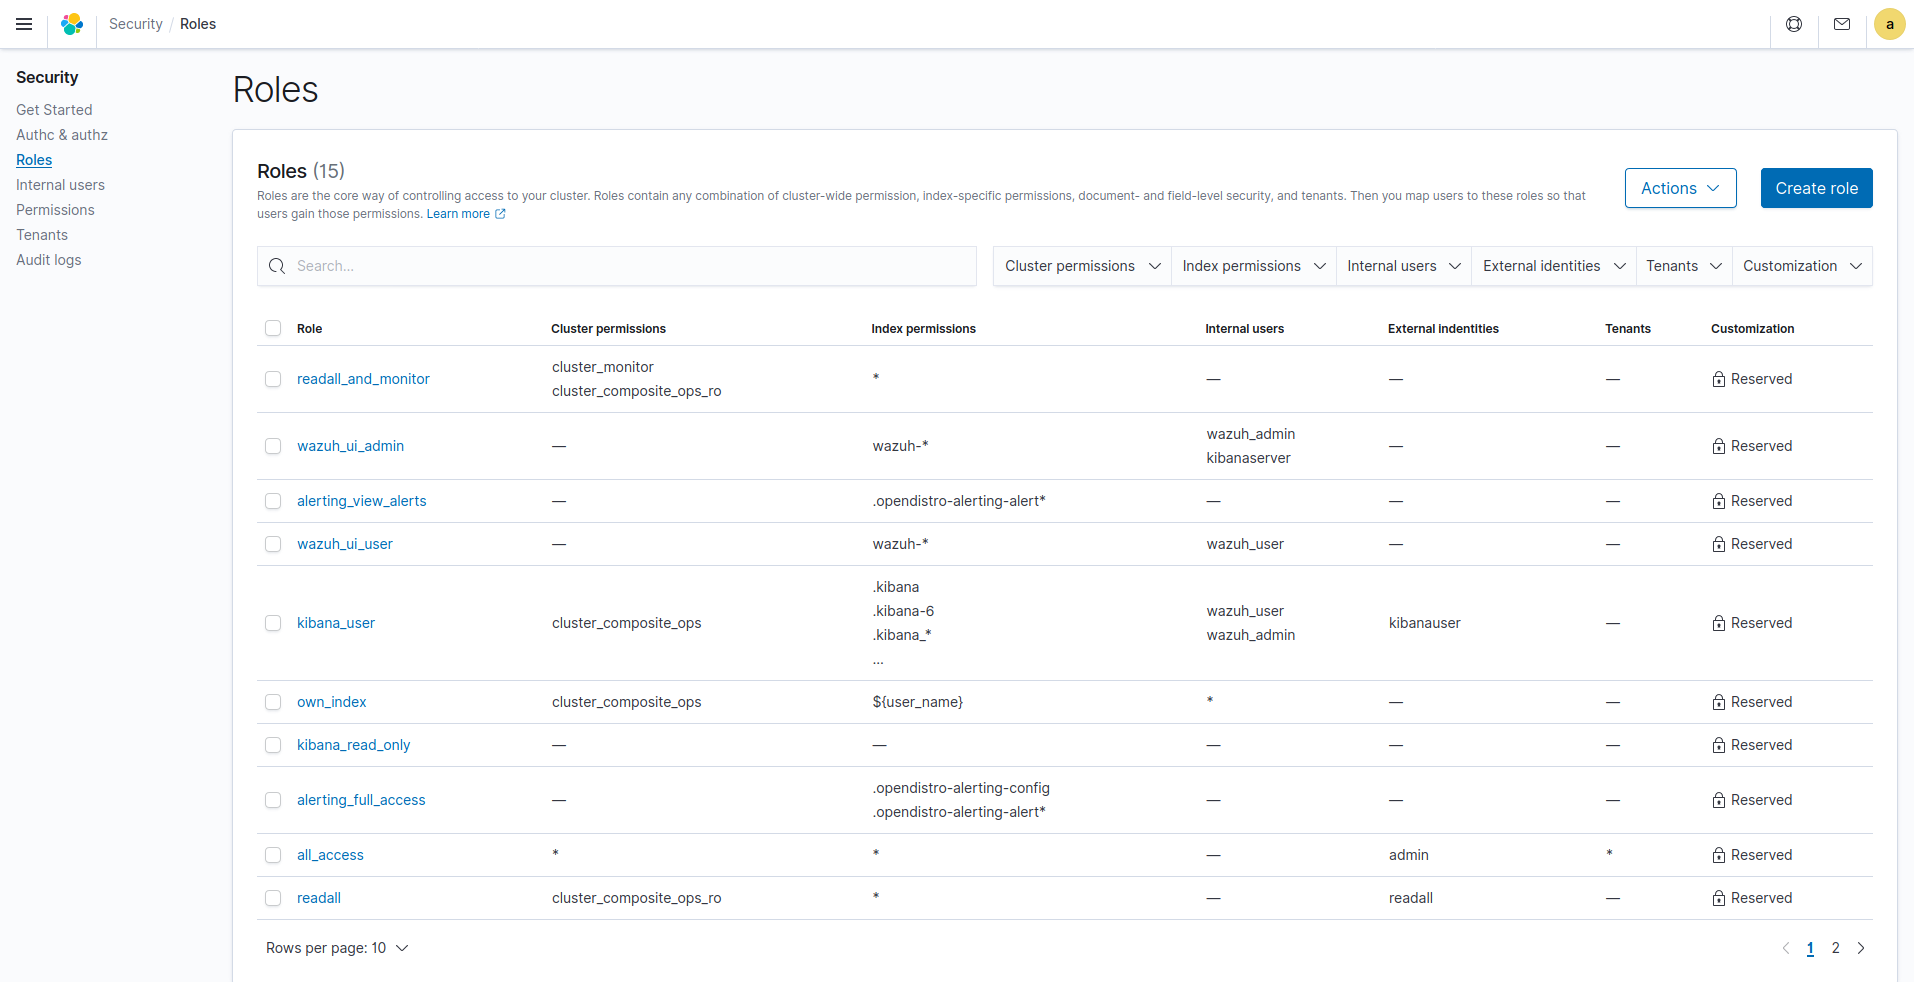 Security / Roles
a
Security
Get Started
Authc & authz
Roles
Internal users
Permissions
Tenants
Audit logs
Roles
Roles (15)
Roles are the core way of controlling access to your cluster. Roles contain any combination of cluster-wide permission, index-specific permissions, document- and field-level security, and tenants. Then you map users to these roles so that
users gain those permissions. Learn more
Actions
Create role
Search...
Cluster permissions Index permissions Internal users External identities Tenants Customization
Role Cluster permissions Index permissions Internal users External indentities Tenants Customization
readall_and_monitor cluster_monitor * — — — Reserved
cluster_composite_ops_ro
wazuh_ui_admin — wazuh-* wazuh_admin — — Reserved
kibanaserver
alerting_view_alerts — .opendistro-alerting-alert* — — — Reserved
wazuh_ui_user — wazuh-* wazuh_user — — Reserved
kibana_user cluster_composite_ops .kibana wazuh_user kibanauser — Reserved
.kibana-6 wazuh_admin
.kibana_*
...
own_index cluster_composite_ops ${user_name} * — — Reserved
kibana_read_only — — — — — Reserved
alerting_full_access — .opendistro-alerting-config — — — Reserved
.opendistro-alerting-alert*
all_access * * — admin * Reserved
readall cluster_composite_ops_ro * — readall — Reserved
Rows per page: 10
1 2